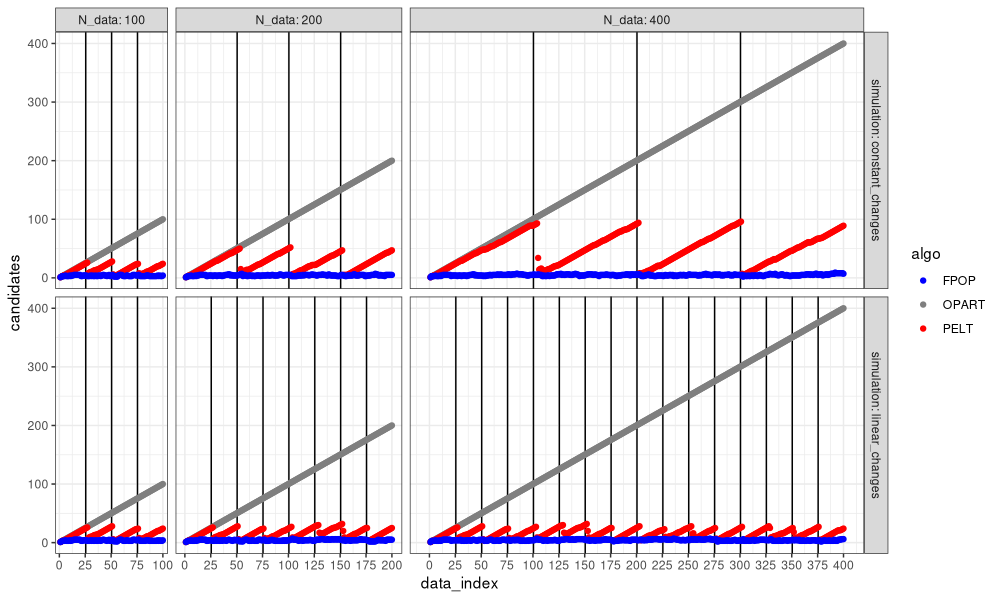 N_data: 100
N_data: 200
N_data: 400
400
300
200
100
0
simulation: constant_changes
candidates
400
300
200
100
0
simulation: linear_changes
algo
FPOP
OPART
PELT
0 25 50 75 100
0 25 50 75 100 125 150 175 200
0 25 50 75 100 125 150 175 200 225 250 275 300 325 350 375 400
data_index